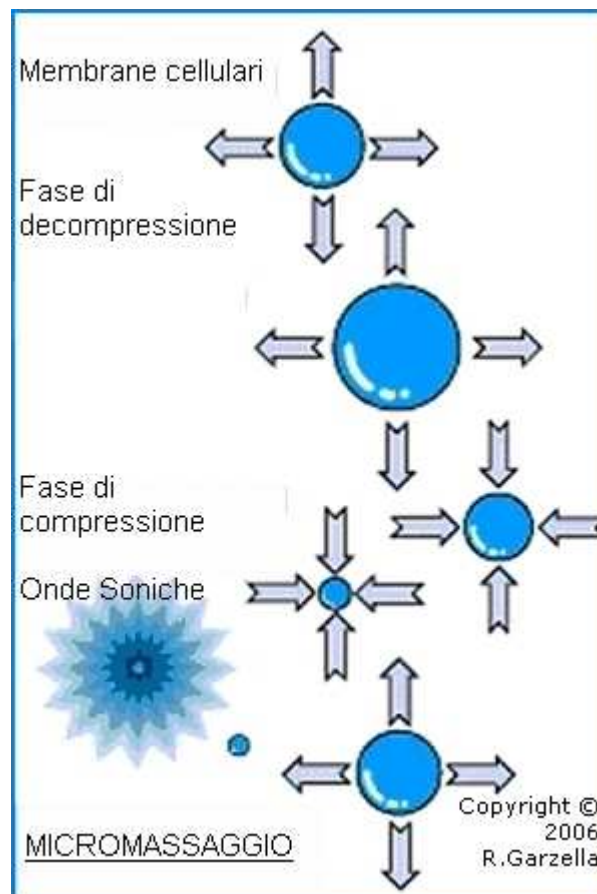 Membrane cellulari
Fase di
decompressione
Fase di
compressione
Onde Soniche
MICROMASSAGGIO
Copyright ©
2006
R.Garzella